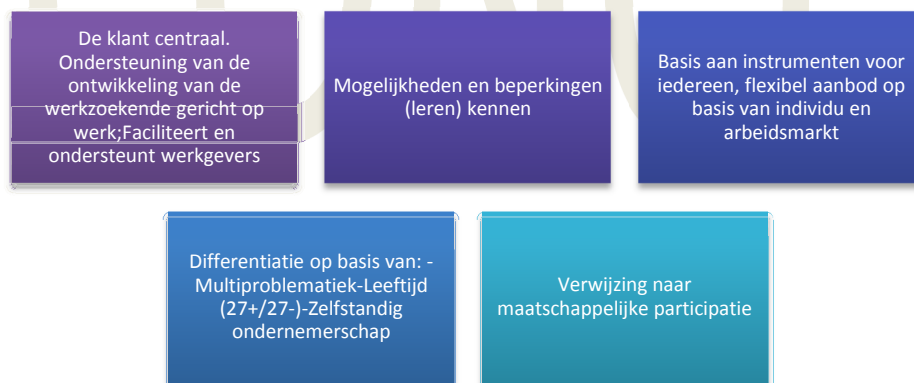 De klant centraal.
Ondersteuning van de
ontwikkeling van de
werkzoekende gericht op
werk;Faciliteert en
ondersteunt werkgevers
Mogelijkheden en beperkingen
(leren) kennen
Basis aan instrumenten voor
iedereen, flexibel aanbod op
basis van individu en
arbeidsmarkt
Differentiatie op basis van: -
Multiproblematiek-Leeftijd
(27+/27-)-Zelfstandig
ondernemerschap
Verwijzing naar
maatschappelijke participatie